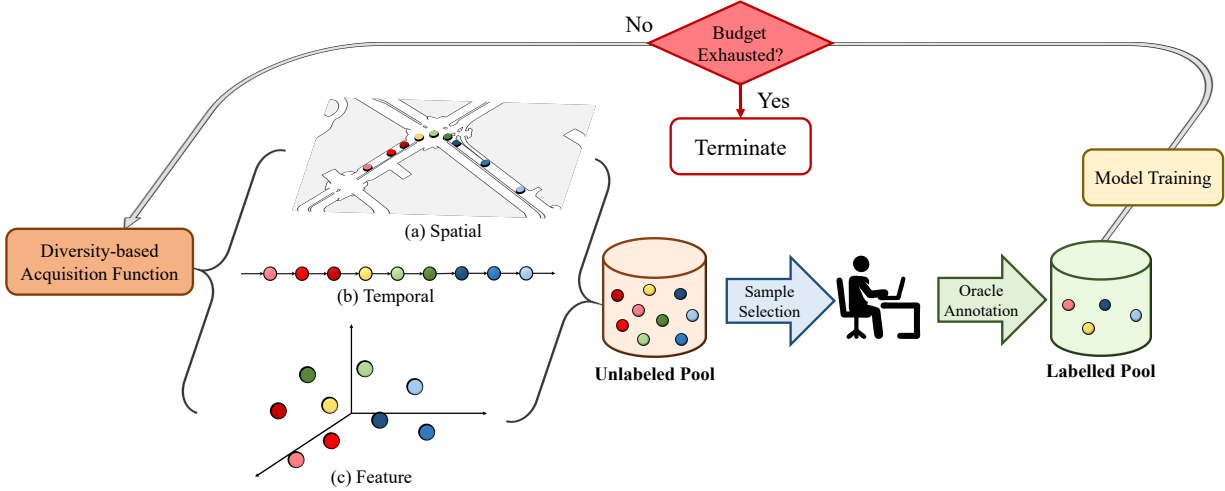 No
Budget
Exhausted?
Yes
Terminate
Model Training
Diversity-based
Acquisition Function
(a) Spatial
(b) Temporal
(c) Feature
Unlabeled Pool
Sample
Selection
Oracle
Annotation
Labelled Pool